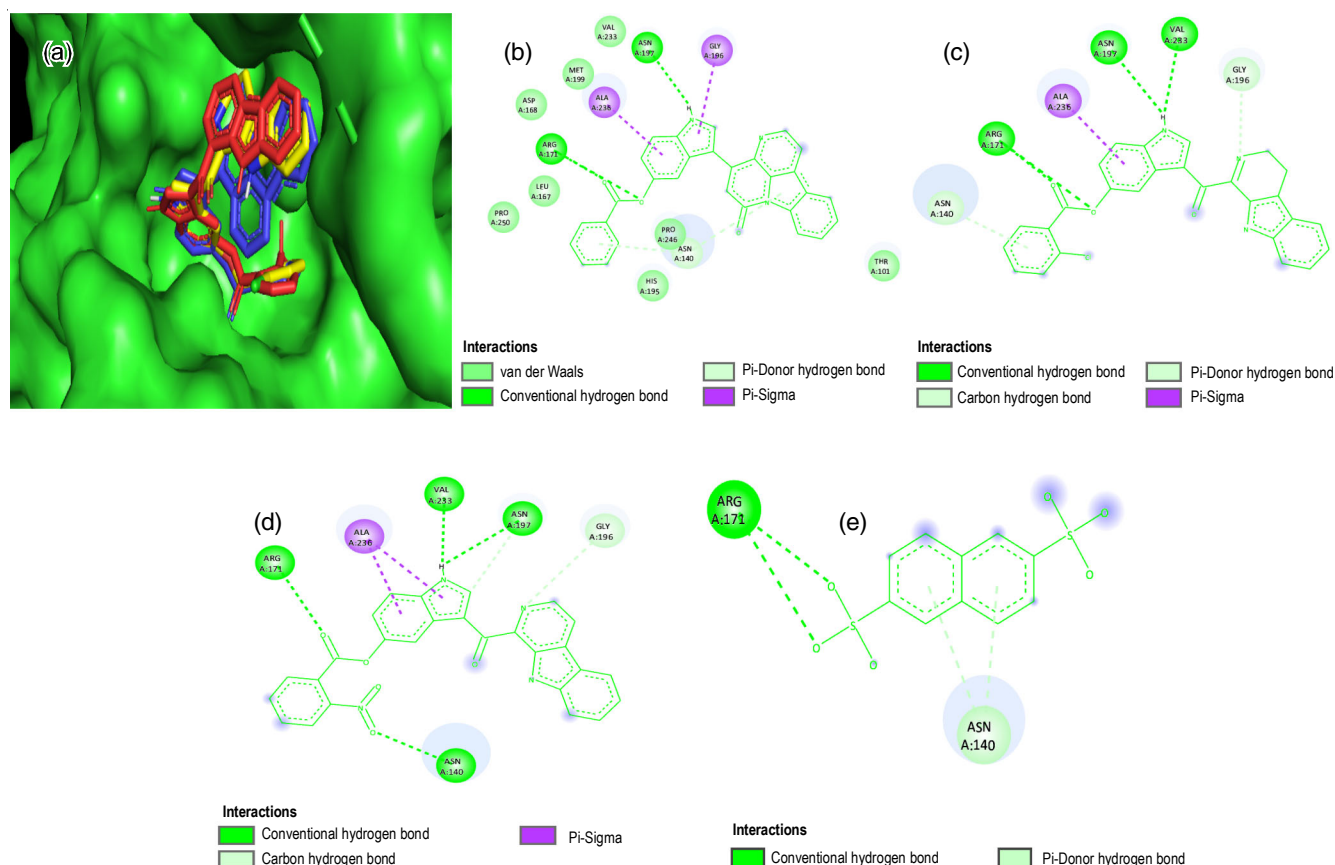 (a)
(b)
VAL
A:233
ASN
A:197
GLY
A:196
MET
A:199
ALA
A:238
ASP
A:168
ARG
A:171
LEU
A:167
PRO
A:250
PRO
A:246
ASN
A:140
HIS
A:195
H
N
O
Interactions
van der Waals
Conventional hydrogen bond
Pi-Donor hydrogen bond
Pi-Sigma
(c)
ASN
A:197
VAL
A:233
GLY
A:196
ALA
A:236
ARG
A:171
ASN
A:140
THR
A:101
H
N
O
Interactions
Conventional hydrogen bond
Carbon hydrogen bond
Pi-Donor hydrogen bond
Pi-Sigma
(d)
VAL
A:233
ALA
A:236
ASN
A:197
GLY
A:196
ARG
A:171
H
N
N
O
O
O
N
N
O
O
ASN
A:140
Interactions
Conventional hydrogen bond
Carbon hydrogen bond
Pi-Sigma
(e)
ARG
A:171
O
O
S
O
O
S
O
O
ASN
A:140
Interactions
Conventional hydrogen bond
Pi-Donor hydrogen bond